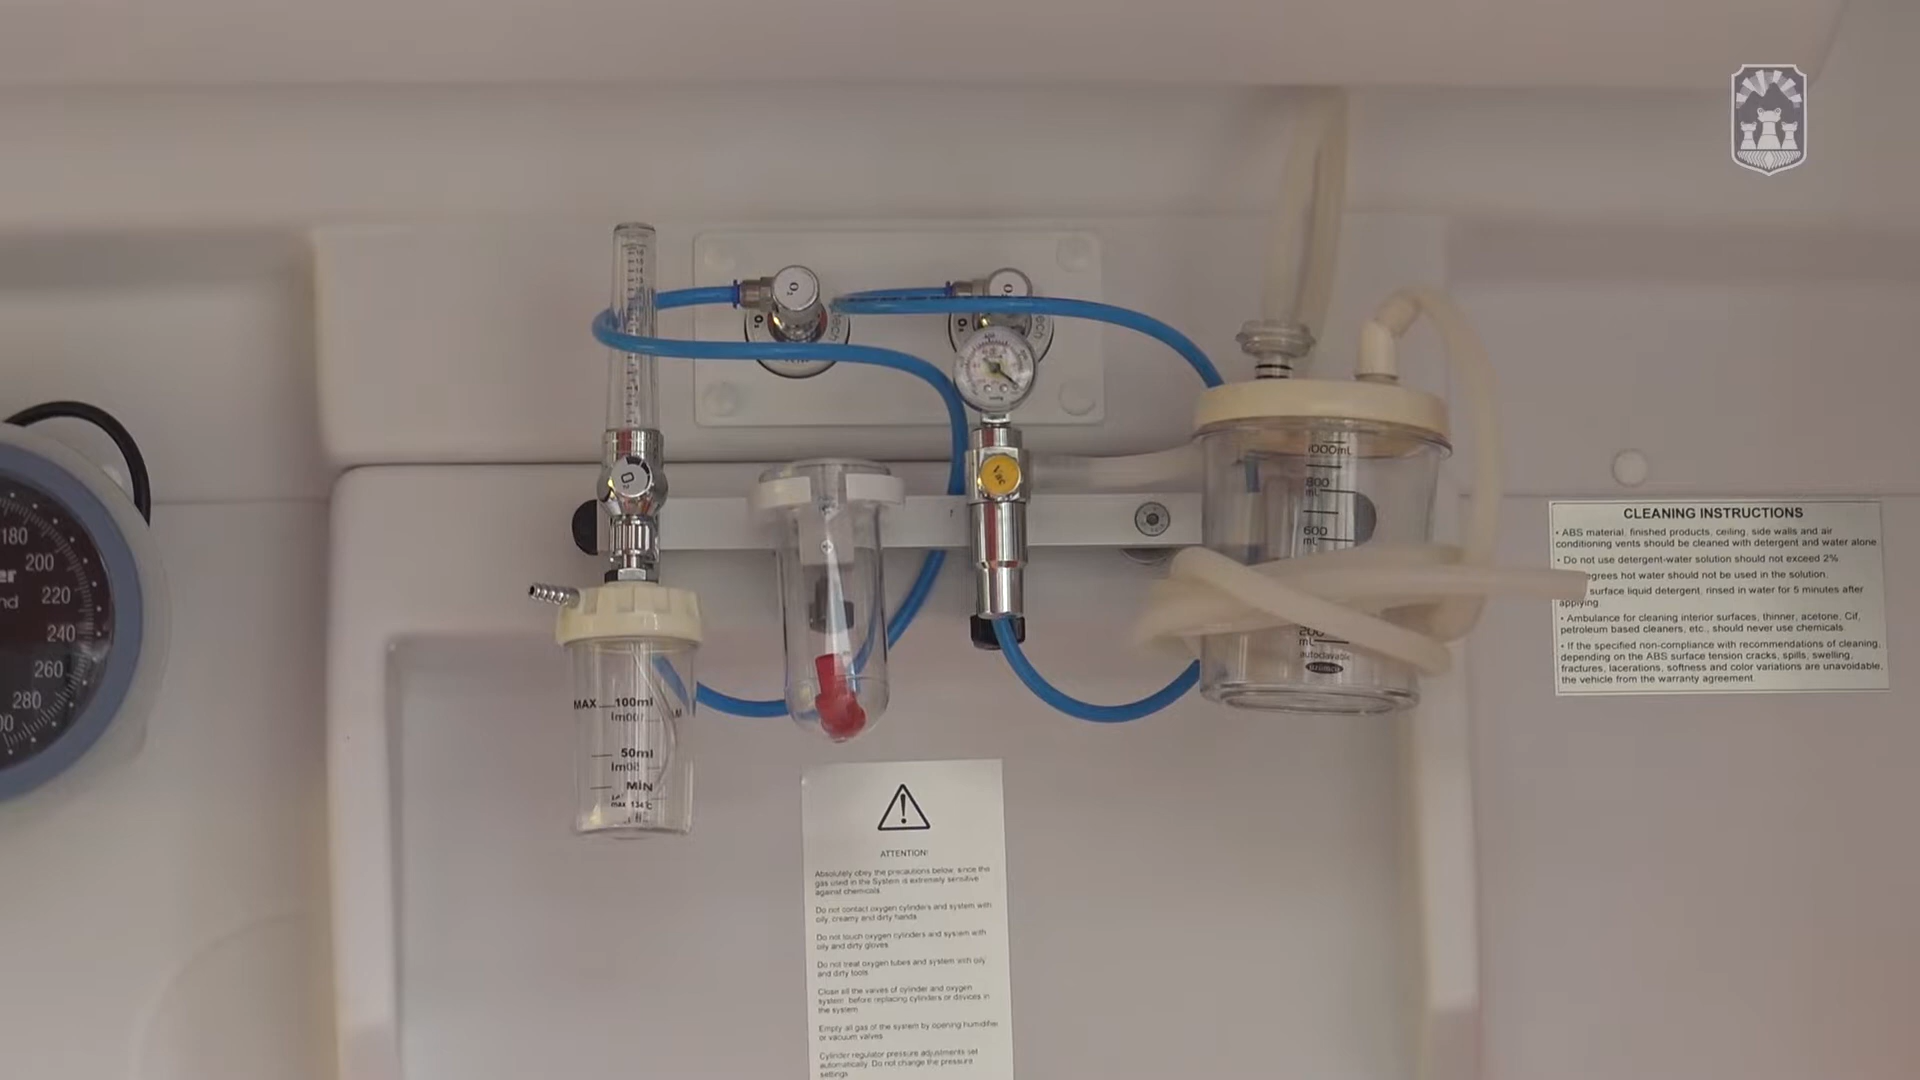 O₂
O₂
O₂
O₂
tech
tech
O₂
Vac
180
200
220
240
260
280
1000mL
800
mL
600
mL
200
mL
autoclavable
MAX 100ml
50ml
MIN
max 134°C
CLEANING INSTRUCTIONS
• ABS material, finished products, ceiling, side walls and air
conditioning vents should be cleaned with detergent and water alone
• Do not use detergent-water solution should not exceed 2%
egrees hot water should not be used in the solution.
surface liquid detergent, rinsed in water for 5 minutes after
applying.
• Ambulance for cleaning interior surfaces, thinner, acetone, Cif,
petroleum based cleaners, etc., should never use chemicals.
• If the specified non-compliance with recommendations of cleaning,
depending on the ABS surface tension cracks, spills, swelling,
fractures, lacerations, softness and color variations are unavoidable,
the vehicle from the warranty agreement.
ATTENTION!
Absolutely obey the precautions below, since the
gas used in the System is extremely sensitive
against chemicals.
Do not contact oxygen cylinders and system with
oily, creamy and dirty hands
Do not touch oxygen cylinders and system with
oily and dirty gloves
Do not treat oxygen tubes and system with oily
and dirty tools
Close all the valves of cylinder and oxygen
system, before replacing cylinders or devices in
the system
Empty all gas of the system by opening humidifier
or vacuum valves
Cylinder regulator pressure adjustments set
automatically. Do not change the pressure
settings